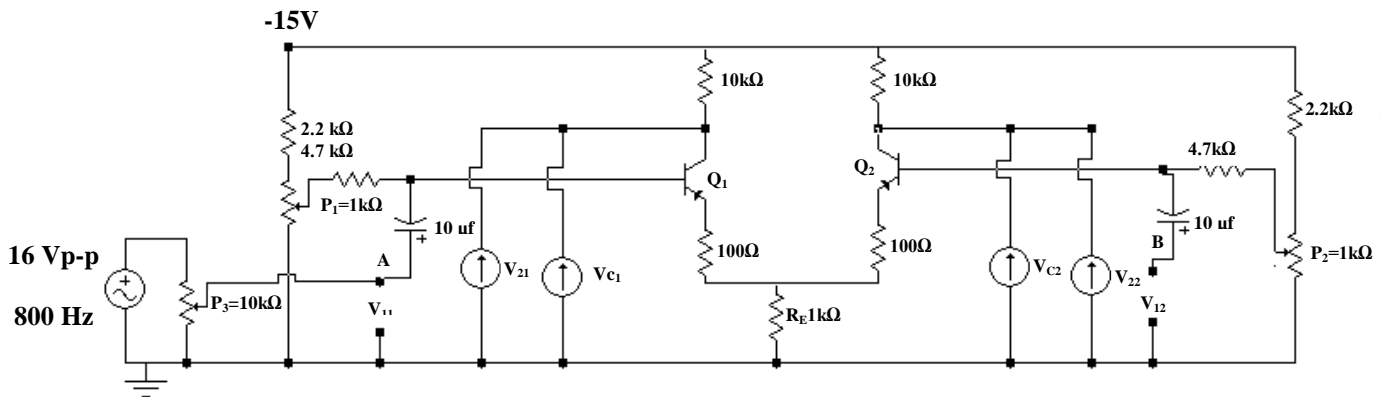 -15V
10kΩ
10kΩ
2.2 kΩ
4.7 kΩ
2.2kΩ
4.7kΩ
Q1
Q2
P1=1kΩ
10 uf
10 uf
16 Vp-p
A
100Ω
100Ω
B
P2=1kΩ
V21
Vc1
VC2
V22
800 Hz
P3=10kΩ
V11
RE1kΩ
V12